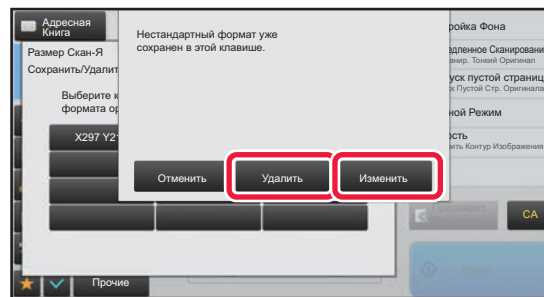 Адресная
Книга
Размер Скан-Я
Сохранить/Удалит
Выберите к
формата ор
X297 Y21
Нестандартный формат уже
сохранен в этой клавише.
Отменить
Удалить
Изменить
ройка Фона
едленное Сканировани
анир. Тонкий Оригинал
уск пустой страниц
к Пустой Стр. Оригинала
ной Режим
ость
ить Контур Изображения
CA
Прочие